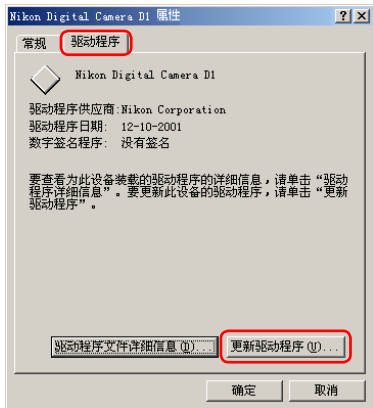 Nikon Digital Camera D1 属性
常规 驱动程序
Nikon Digital Camera D1
驱动程序供应商:Nikon Corporation
驱动程序日期: 12-10-2001
数字签名程序: 没有签名
要查看为此设备装载的驱动程序的详细信息，请单击“驱动
程序详细信息”。要更新此设备的驱动程序，请单击“更新
驱动程序”。
驱动程序文件详细信息(D)... 更新驱动程序(U)...
确定 取消